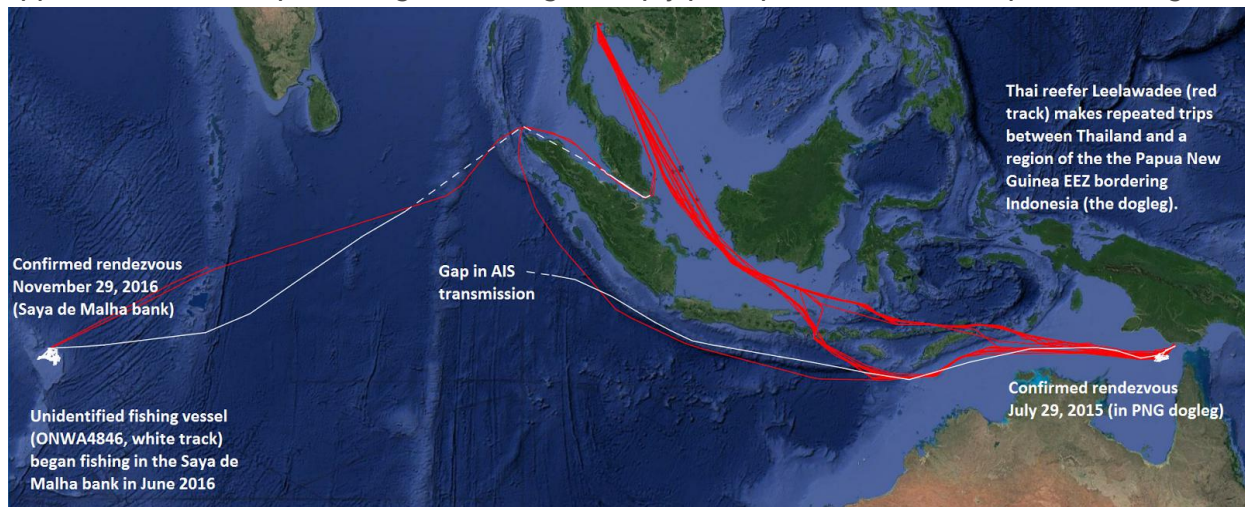 Thai reefer Leelawadee (red
track) makes repeated trips
between Thailand and a
region of the the Papua New
Guinea EEZ bordering
Indonesia (the dogleg).
Confirmed rendezvous
November 29, 2016
(Saya de Malha bank)
Gap in AIS
transmission
Unidentified fishing vessel
(ONWA4846, white track)
began fishing in the Saya de
Malha bank in June 2016
Confirmed rendezvous
July 29, 2015 (in PNG dogleg)